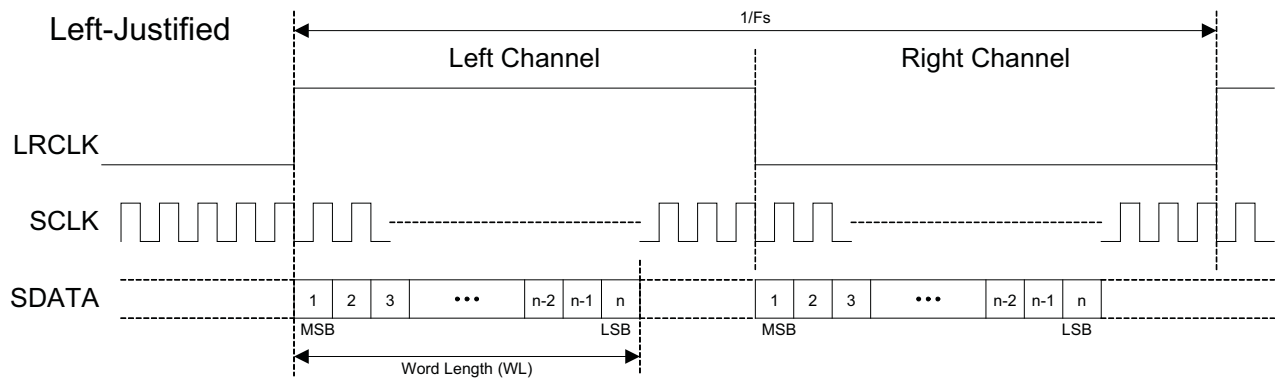 Left-Justified
1/Fs
Left Channel
Right Channel
LRCLK
SCLK
SDATA
1 2 3 ••• n-2 n-1 n
1 2 3 ••• n-2 n-1 n
MSB
LSB
MSB
LSB
Word Length (WL)